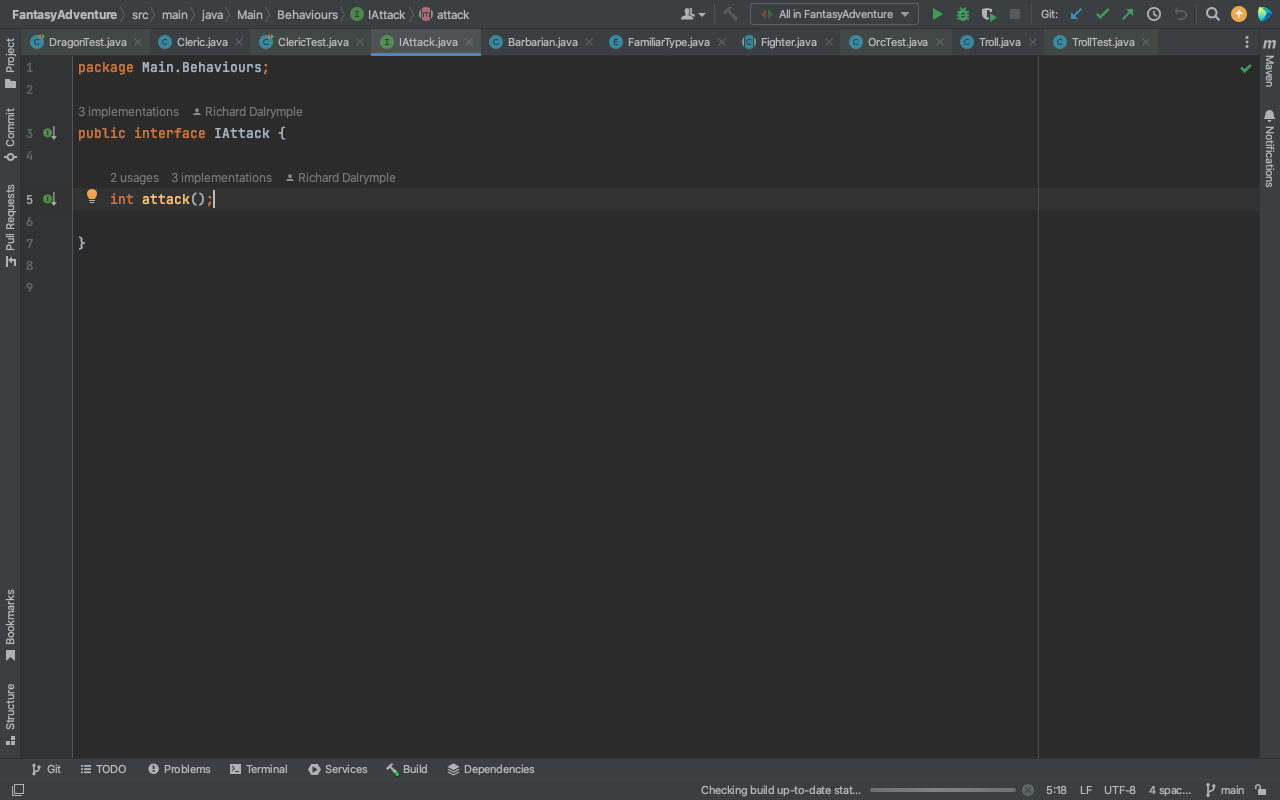 FantasyAdventure src main java Main Behaviours I IAttack m attack All in FantasyAdventure Git:
C DragonTest.java C Cleric.java C ClericTest.java I IAttack.java C Barbarian.java E FamiliarType.java C Fighter.java C OrcTest.java C Troll.java C TrollTest.java m
Project
Commit
Pull Requests
Bookmarks
Structure
1 package Main.Behaviours;
2
3 implementations Richard Dalrymple
3 public interface IAttack {
4
2 usages 3 implementations Richard Dalrymple
5 int attack();
6
7 }
8
9
Maven
Notifications
Git TODO Problems Terminal Services Build Dependencies
Checking build up-to-date stat... 5:18 LF UTF-8 4 spac... main